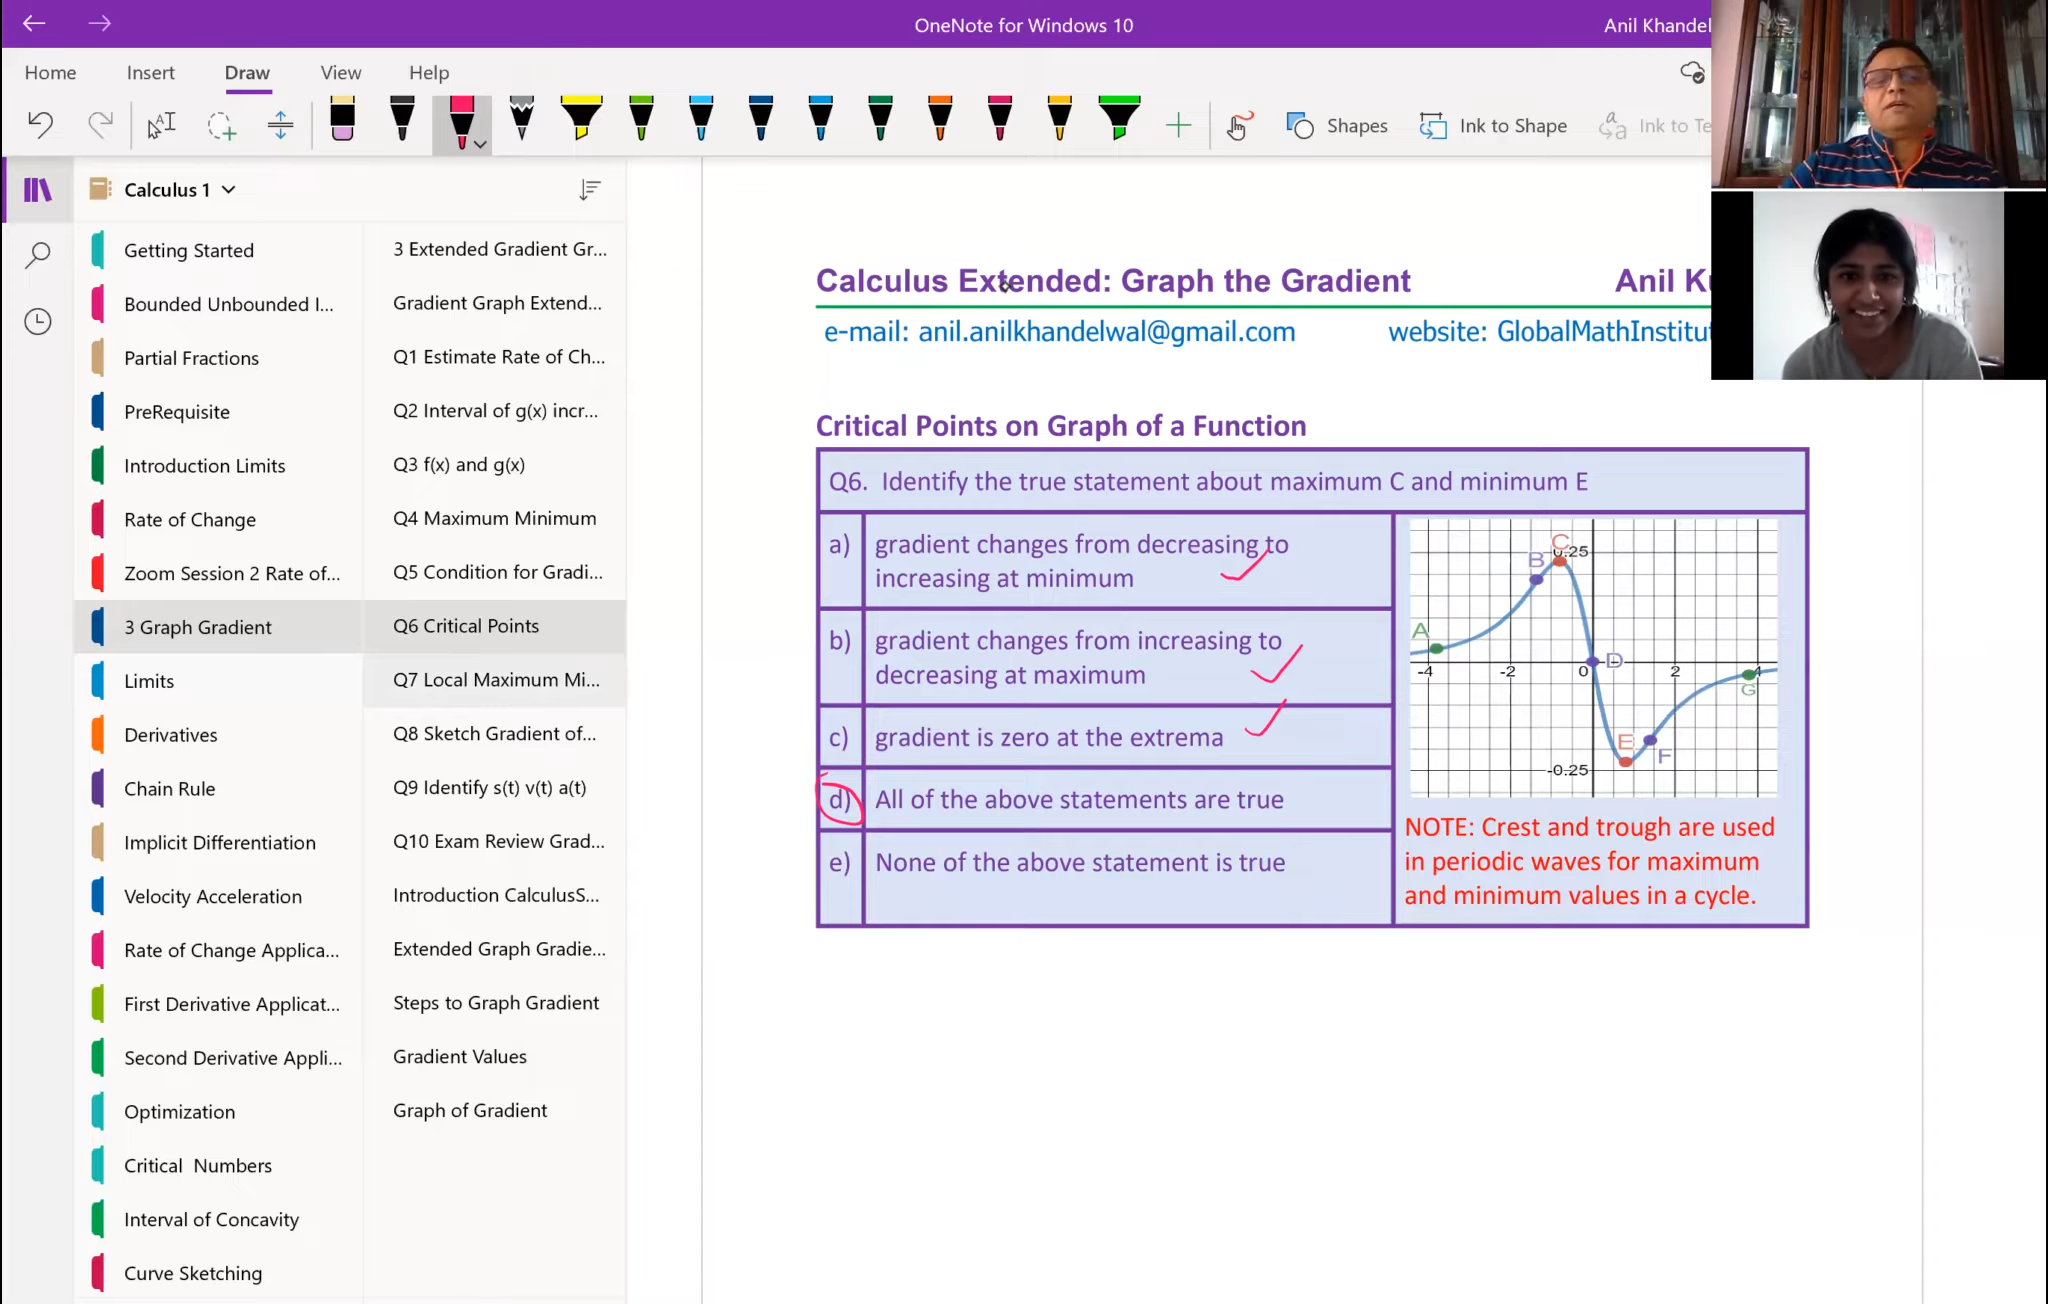 OneNote for Windows 10
Anil Khandel
Home Insert Draw View Help
Shapes Ink to Shape Ink to Te
Calculus 1
Getting Started
Bounded Unbounded I...
Partial Fractions
PreRequisite
Introduction Limits
Rate of Change
Zoom Session 2 Rate of...
3 Graph Gradient
Limits
Derivatives
Chain Rule
Implicit Differentiation
Velocity Acceleration
Rate of Change Applica...
First Derivative Applicat...
Second Derivative Appli...
Optimization
Critical Numbers
Interval of Concavity
Curve Sketching
3 Extended Gradient Gr...
Gradient Graph Extend...
Q1 Estimate Rate of Ch...
Q2 Interval of g(x) incr...
Q3 f(x) and g(x)
Q4 Maximum Minimum
Q5 Condition for Gradi...
Q6 Critical Points
Q7 Local Maximum Mi...
Q8 Sketch Gradient of...
Q9 Identify s(t) v(t) a(t)
Q10 Exam Review Grad...
Introduction CalculusS...
Extended Graph Gradie...
Steps to Graph Gradient
Gradient Values
Graph of Gradient
Calculus Extended: Graph the Gradient Anil Ku
e-mail: anil.anilkhandelwal@gmail.com website: GlobalMathInstitut
Critical Points on Graph of a Function
Q6. Identify the true statement about maximum C and minimum E
a) gradient changes from decreasing to
increasing at minimum
b) gradient changes from increasing to
decreasing at maximum
c) gradient is zero at the extrema
d) All of the above statements are true
e) None of the above statement is true
C
0.25
B
A
D
-4 -2 0 2 4
G
E
F
-0.25
NOTE: Crest and trough are used
in periodic waves for maximum
and minimum values in a cycle.